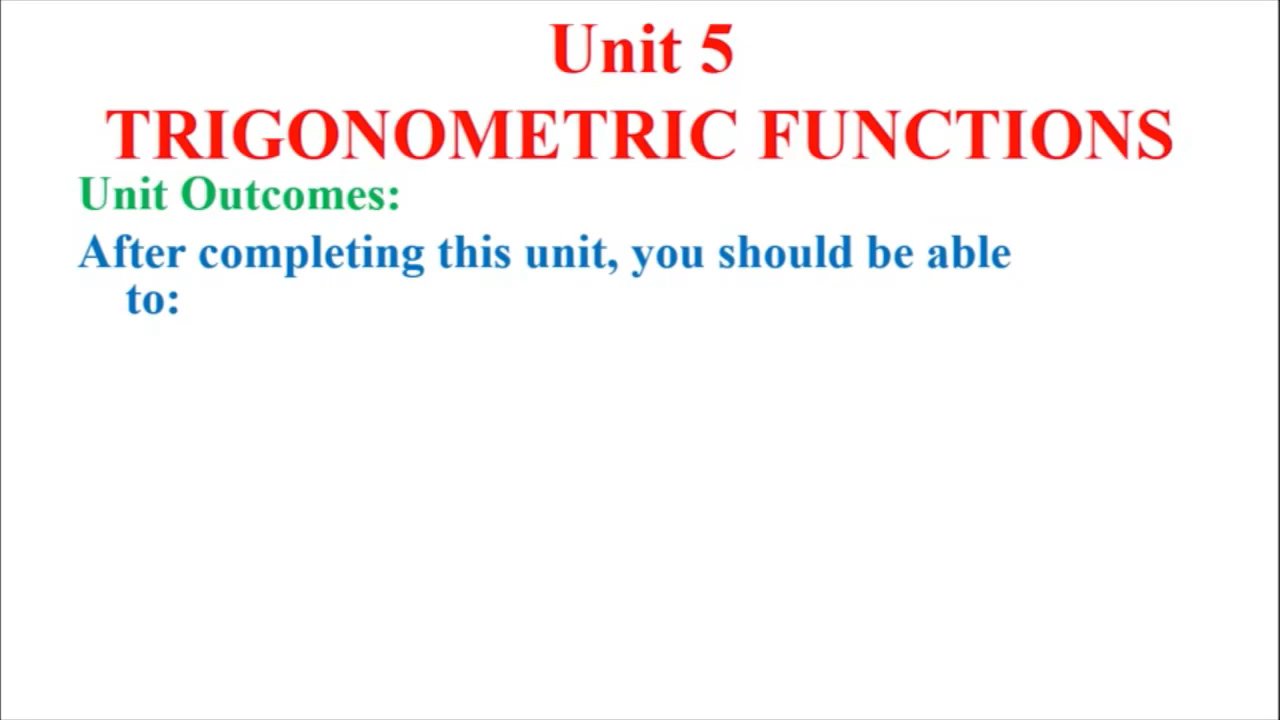 Unit 5
TRIGONOMETRIC FUNCTIONS
Unit Outcomes:
After completing this unit, you should be able
to: